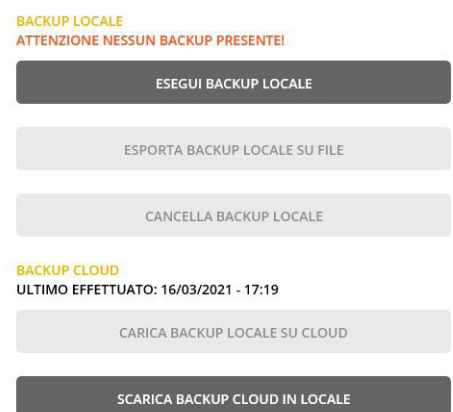 BACKUP LOCALE
ATTENZIONE NESSUN BACKUP PRESENTE!
ESEGUI BACKUP LOCALE
ESPORTA BACKUP LOCALE SU FILE
CANCELLA BACKUP LOCALE
BACKUP CLOUD
ULTIMO EFFETTUATO: 16/03/2021 - 17:19
CARICA BACKUP LOCALE SU CLOUD
SCARICA BACKUP CLOUD IN LOCALE